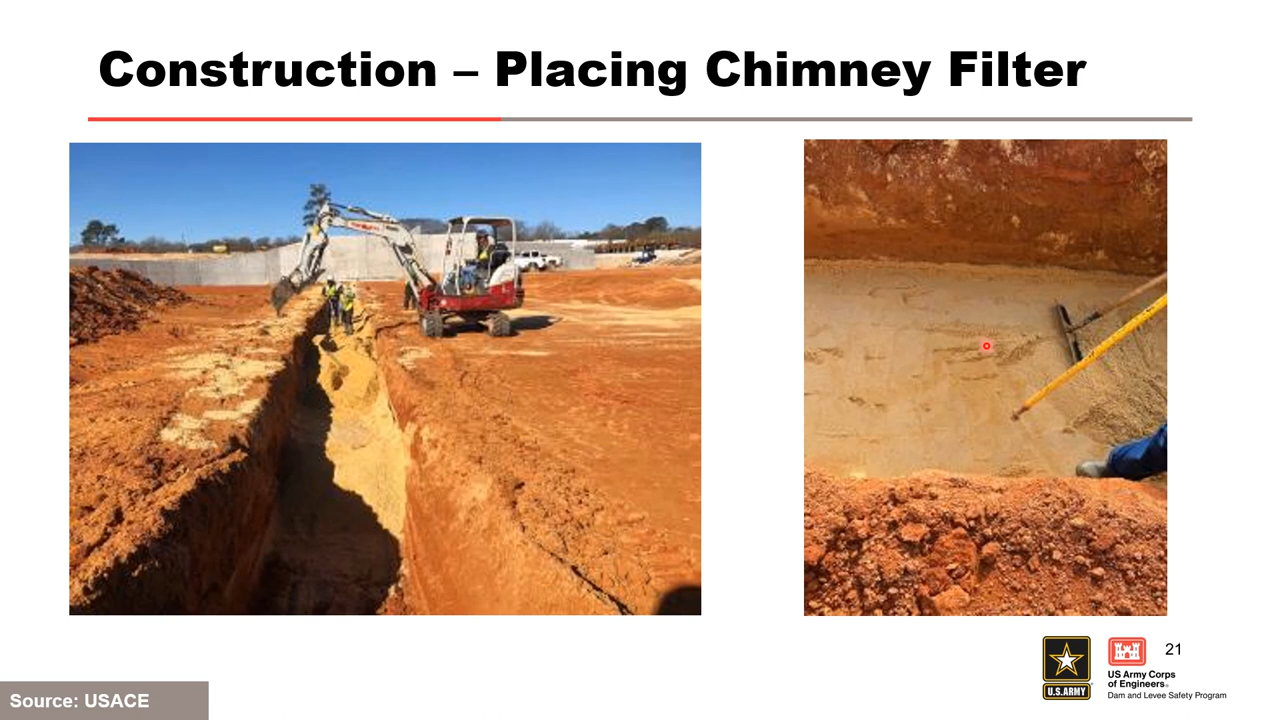 Construction – Placing Chimney Filter
21
U.S.ARMY
US Army Corps
of Engineers®
Dam and Levee Safety Program
Source: USACE